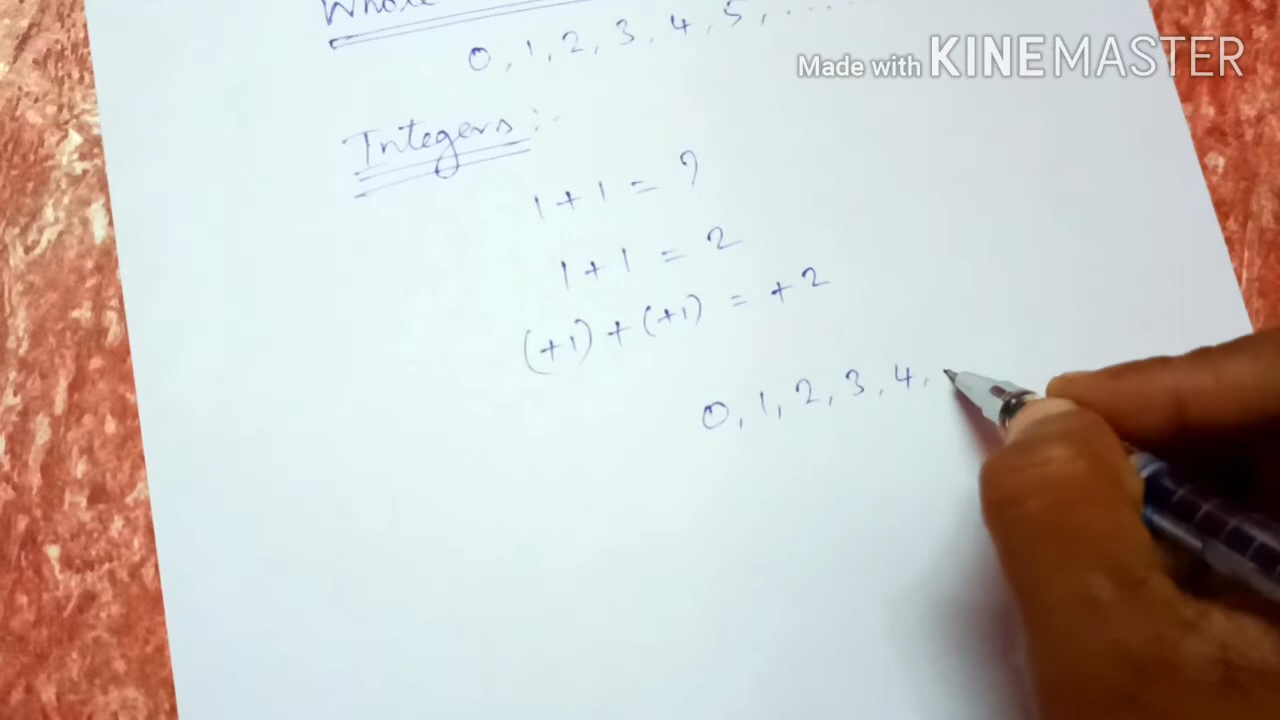 Whole
0, 1, 2, 3, 4, 5, .....
Made with KINEMASTER
Integers :-
1 + 1 = ?
1 + 1 = 2
(+1) + (+1) = +2
0, 1, 2, 3, 4,